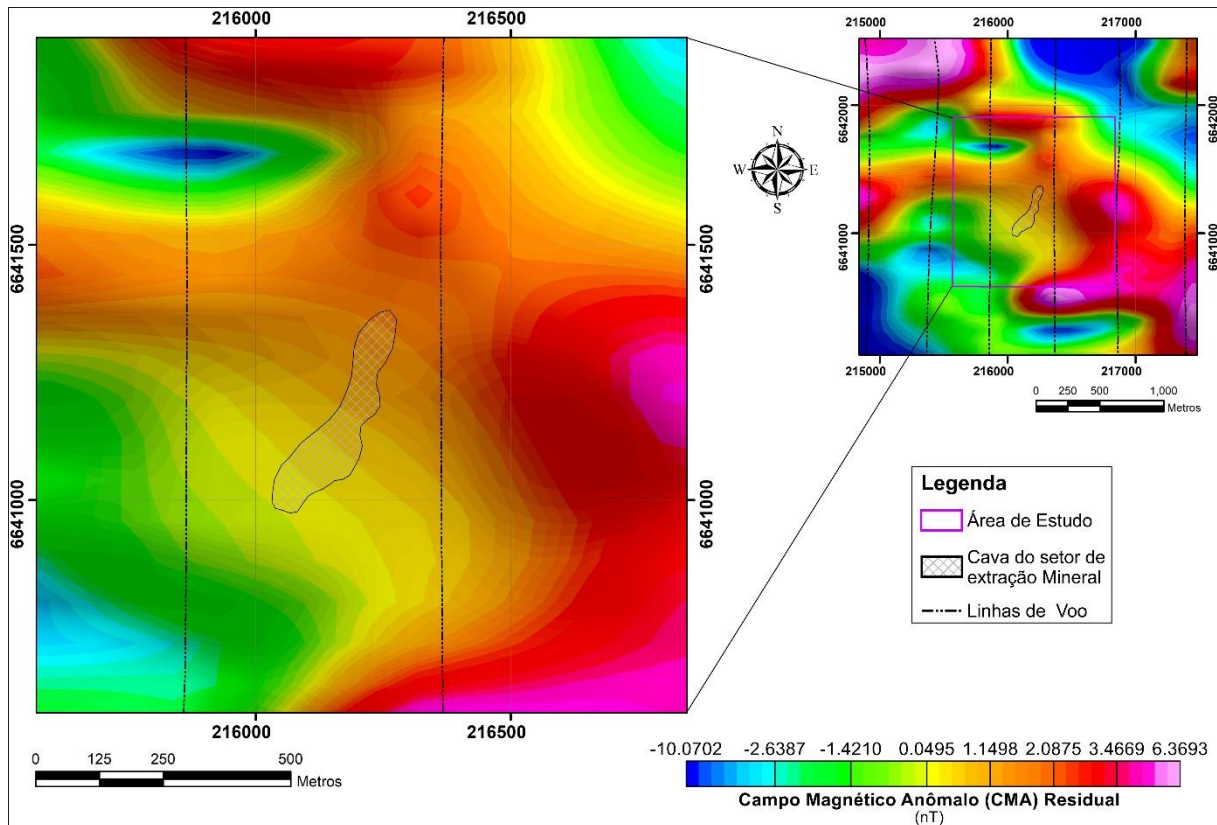 216000 216500
215000 216000 217000
6642000 6642000
N
W E
S
6641500 6641500
6641000 6641000
215000 216000 217000
0 250 500 1,000
Metros
6641000 6641000
Legenda
Área de Estudo
Cava do setor de
extração Mineral
Linhas de Voo
216000 216500
0 125 250 500
Metros
-10.0702 -2.6387 -1.4210 0.0495 1.1498 2.0875 3.4669 6.3693
Campo Magnético Anômalo (CMA) Residual
(nT)